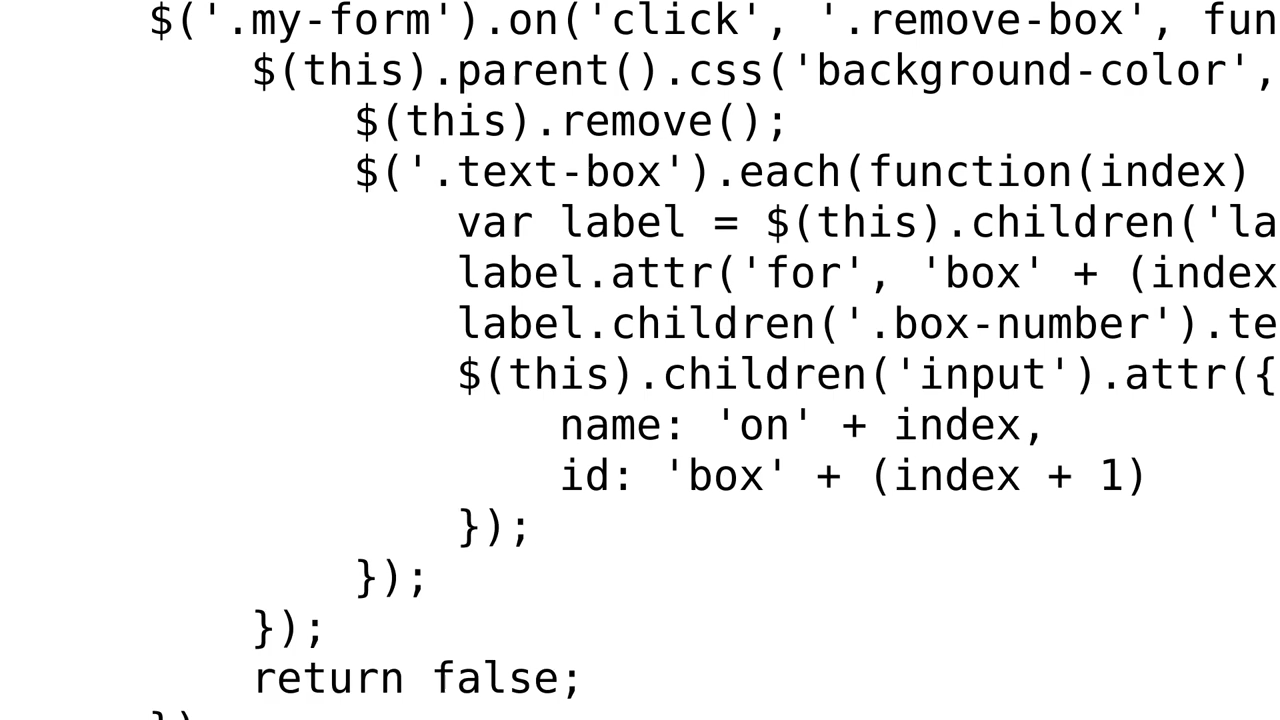 $('.my-form').on('click', '.remove-box', fun
$(this).parent().css('background-color',
$(this).remove();
$('.text-box').each(function(index)
var label = $(this).children('la
label.attr('for', 'box' + (index
label.children('.box-number').te
$(this).children('input').attr({
name: 'on' + index,
id: 'box' + (index + 1)
});
});
});
return false;
})